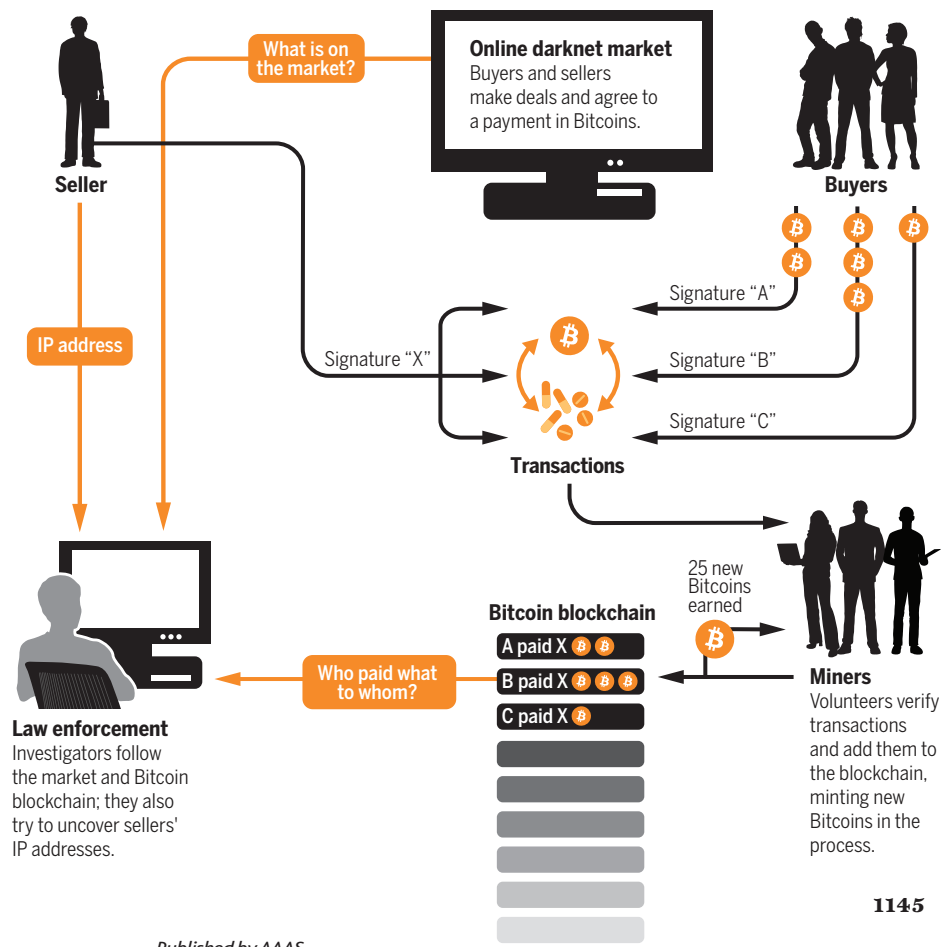 What is on
the market?
Online darknet market
Buyers and sellers
make deals and agree to
a payment in Bitcoins.
Seller
Buyers
IP address
Signature “X”
Signature “A”
Signature “B”
Signature “C”
Transactions
25 new
Bitcoins
earned
Bitcoin blockchain
A paid X
B paid X
C paid X
Who paid what
to whom?
Law enforcement
Investigators follow
the market and Bitcoin
blockchain; they also
try to uncover sellers'
IP addresses.
Miners
Volunteers verify
transactions
and add them to
the blockchain,
minting new
Bitcoins in the
process.
1145
Published by AAAS